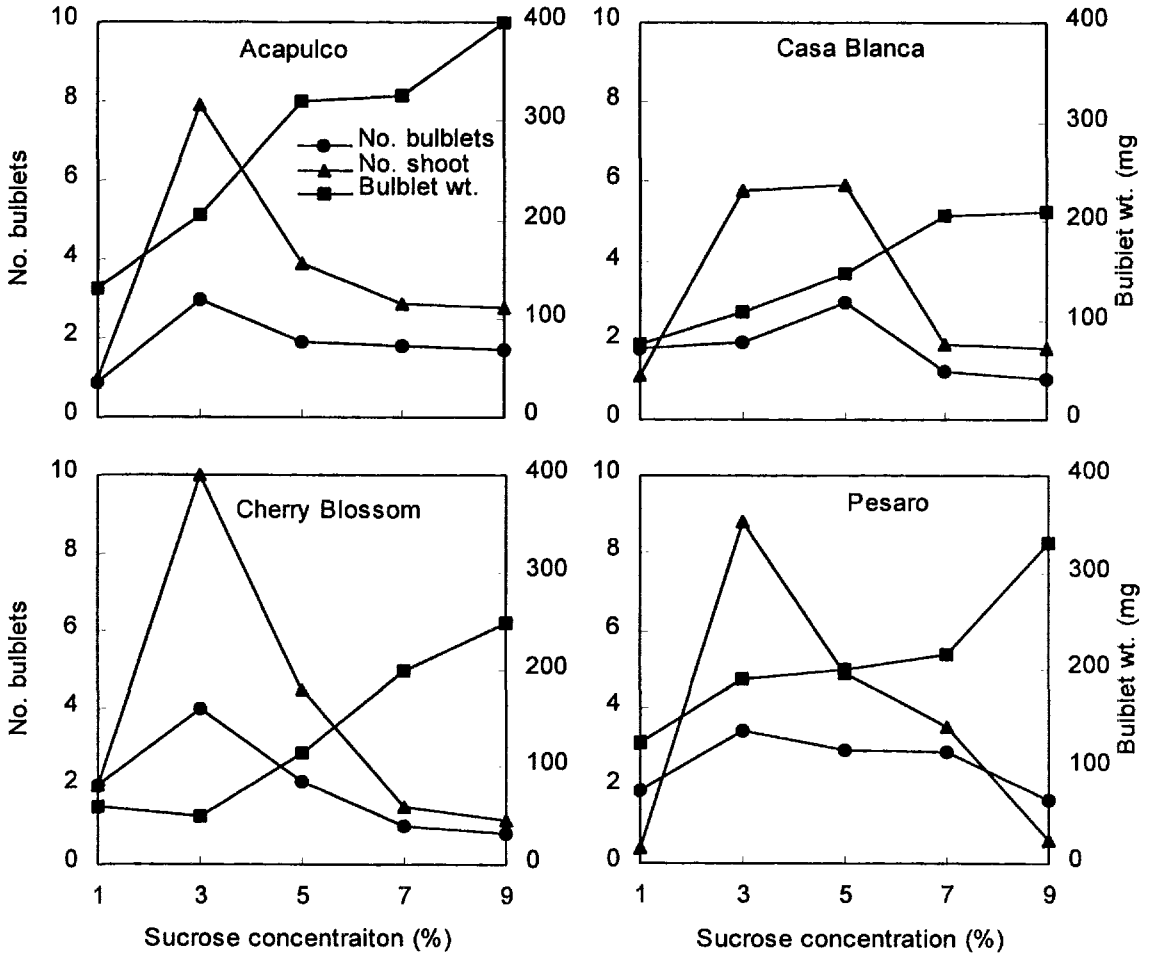 Acapulco
No. bulblets
No. shoot
Bulblet wt.
10
8
6
4
2
0
400
300
200
100
0
No. bulblets
Casa Blanca
10
8
6
4
2
0
400
300
200
100
0
Bulblet wt. (mg
Cherry Blossom
10
8
6
4
2
0
400
300
200
100
0
No. bulblets
1 3 5 7 9
Sucrose concentraiton (%)
Pesaro
10
8
6
4
2
0
400
300
200
100
0
Bulblet wt. (mg
1 3 5 7 9
Sucrose concentration (%)